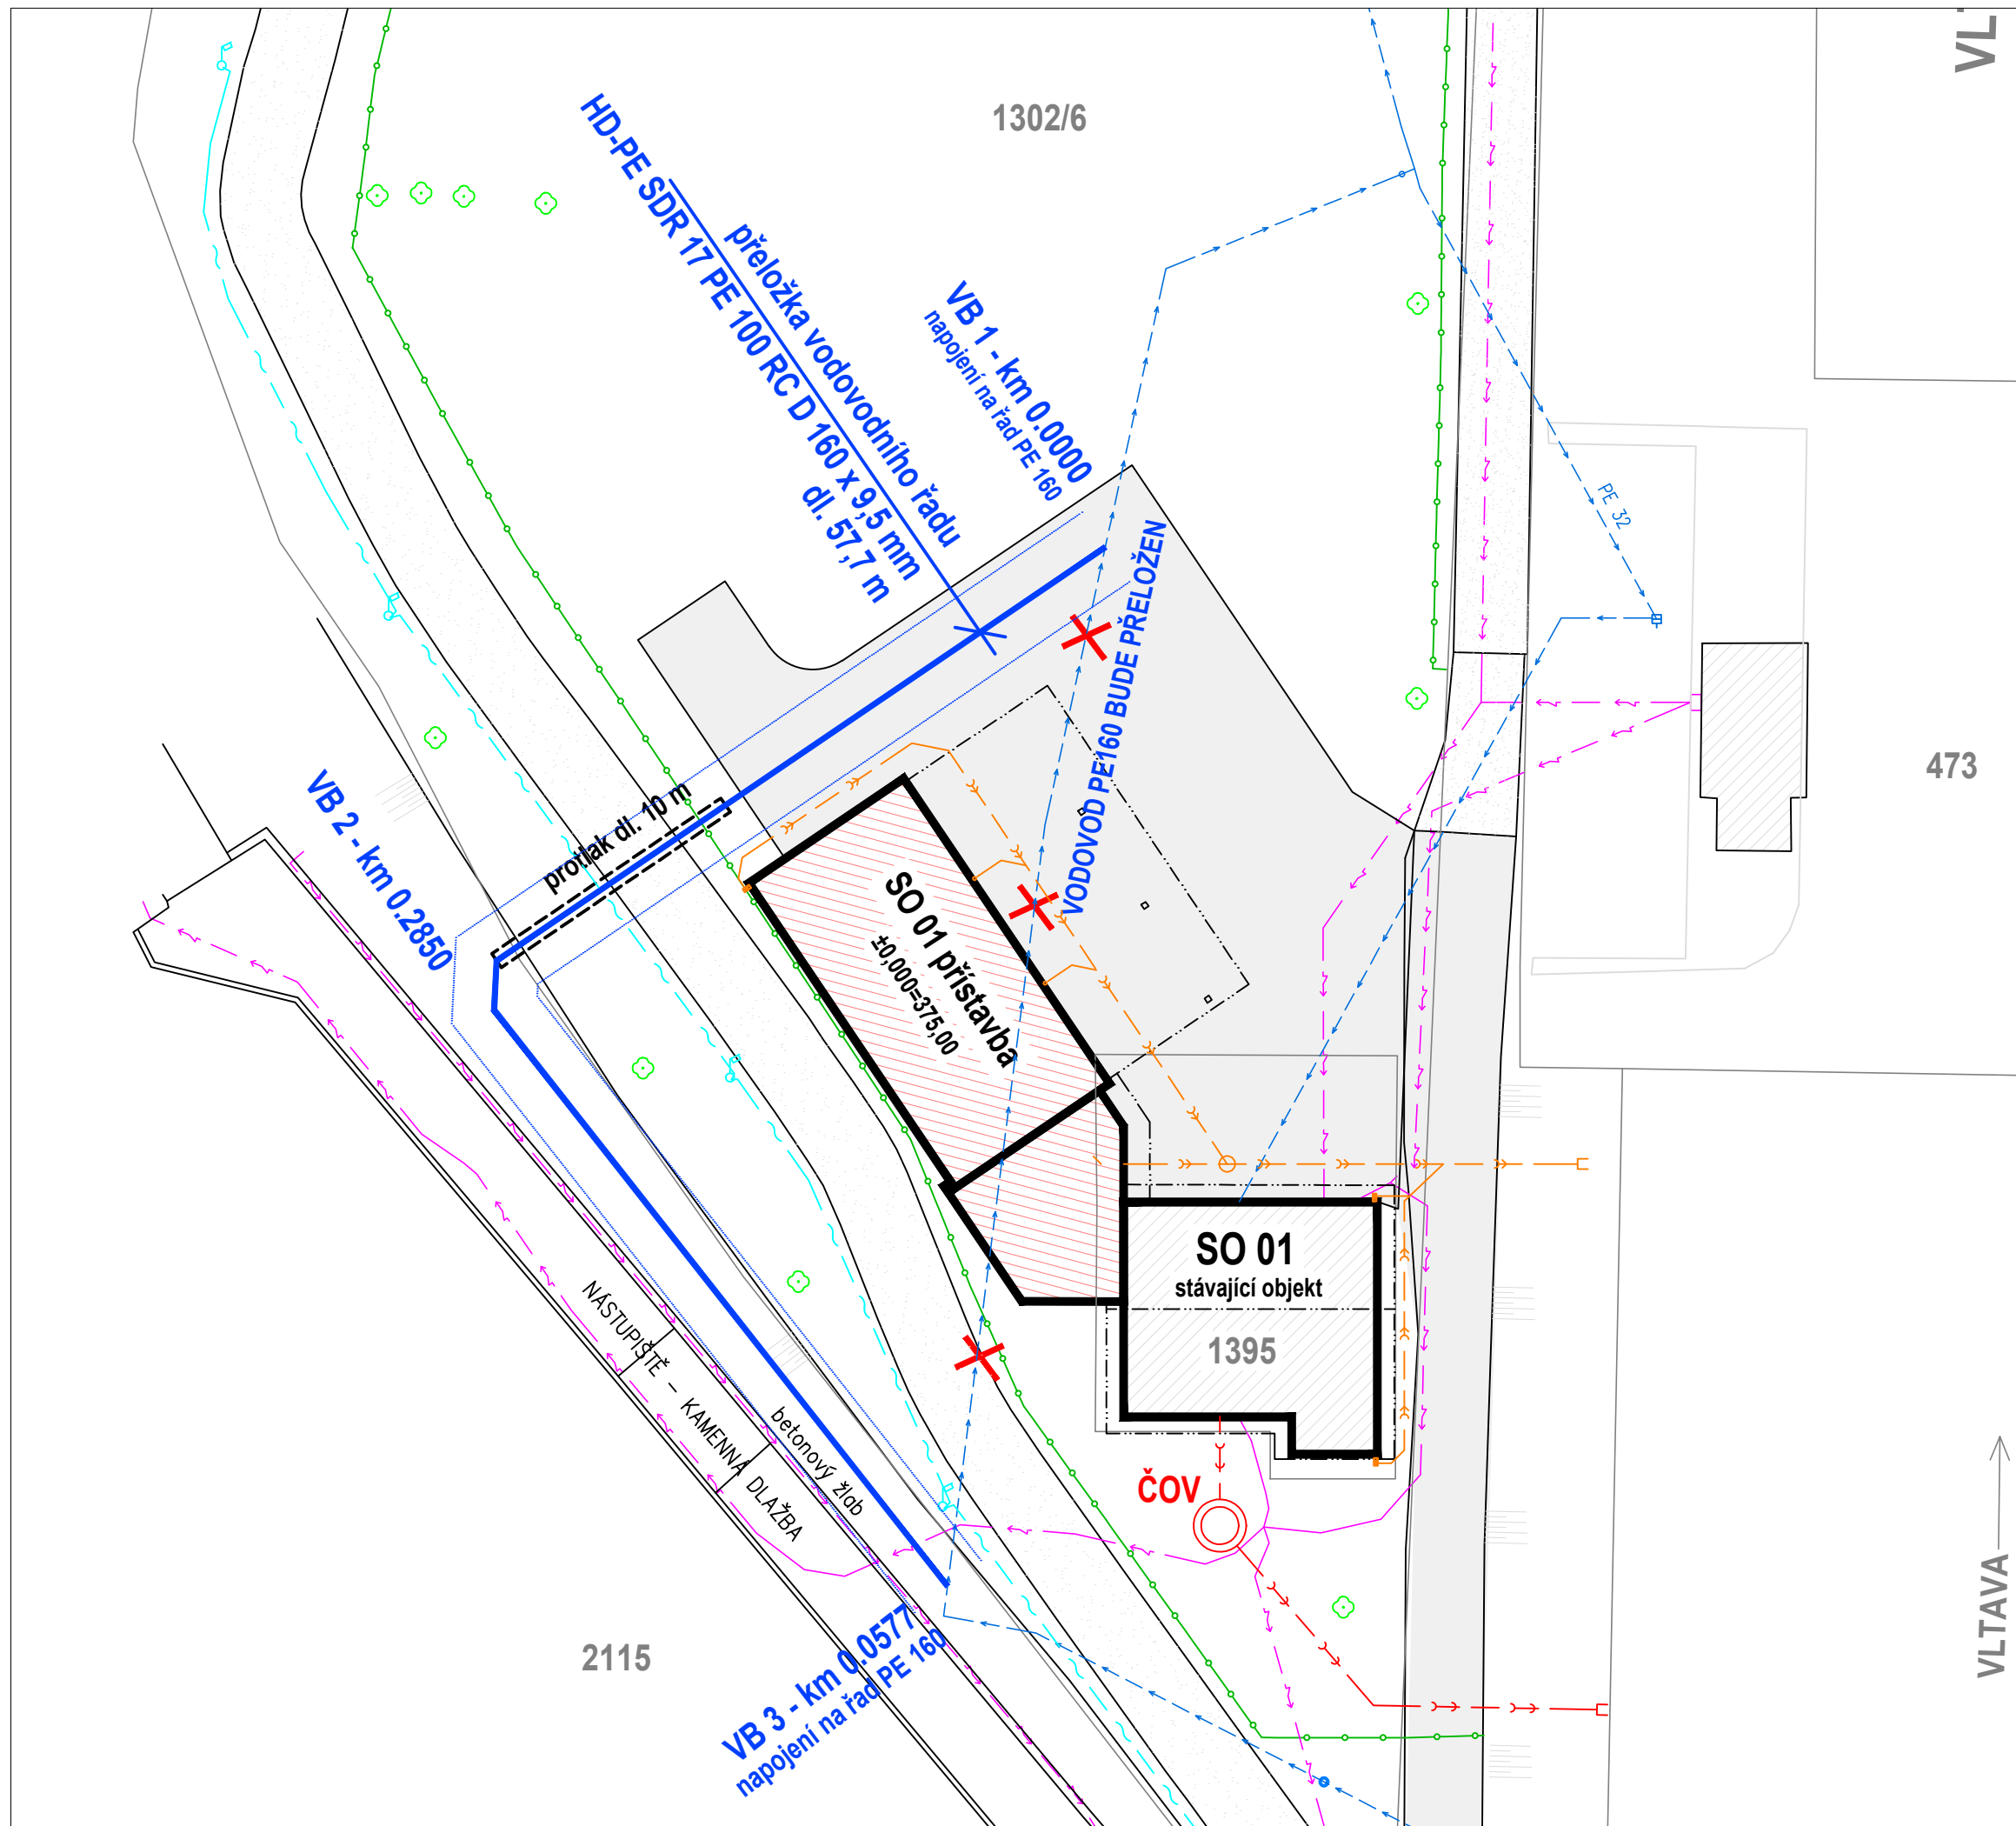 VL
1302/6
HD-PE SDR 17 PE 100 RC D 160 x 9,5 mm
přeložka vodovodního řadu
dl. 57,7 m
VB 1 - km 0.0000
napojení na řad PE 160
PE 32
VODOVOD PE160 BUDE PŘELOŽEN
473
VB 2 - km 0.2850
protlak dl. 10 m
SO 01 přístavba
±0,000=375,00
SO 01
stávající objekt
1395
NÁSTUPIŠTĚ – KAMENNÁ DLAŽBA
betonový žlab
ČOV
VLTAVA
2115
VB 3 - km 0.0577
napojení na řad PE 160